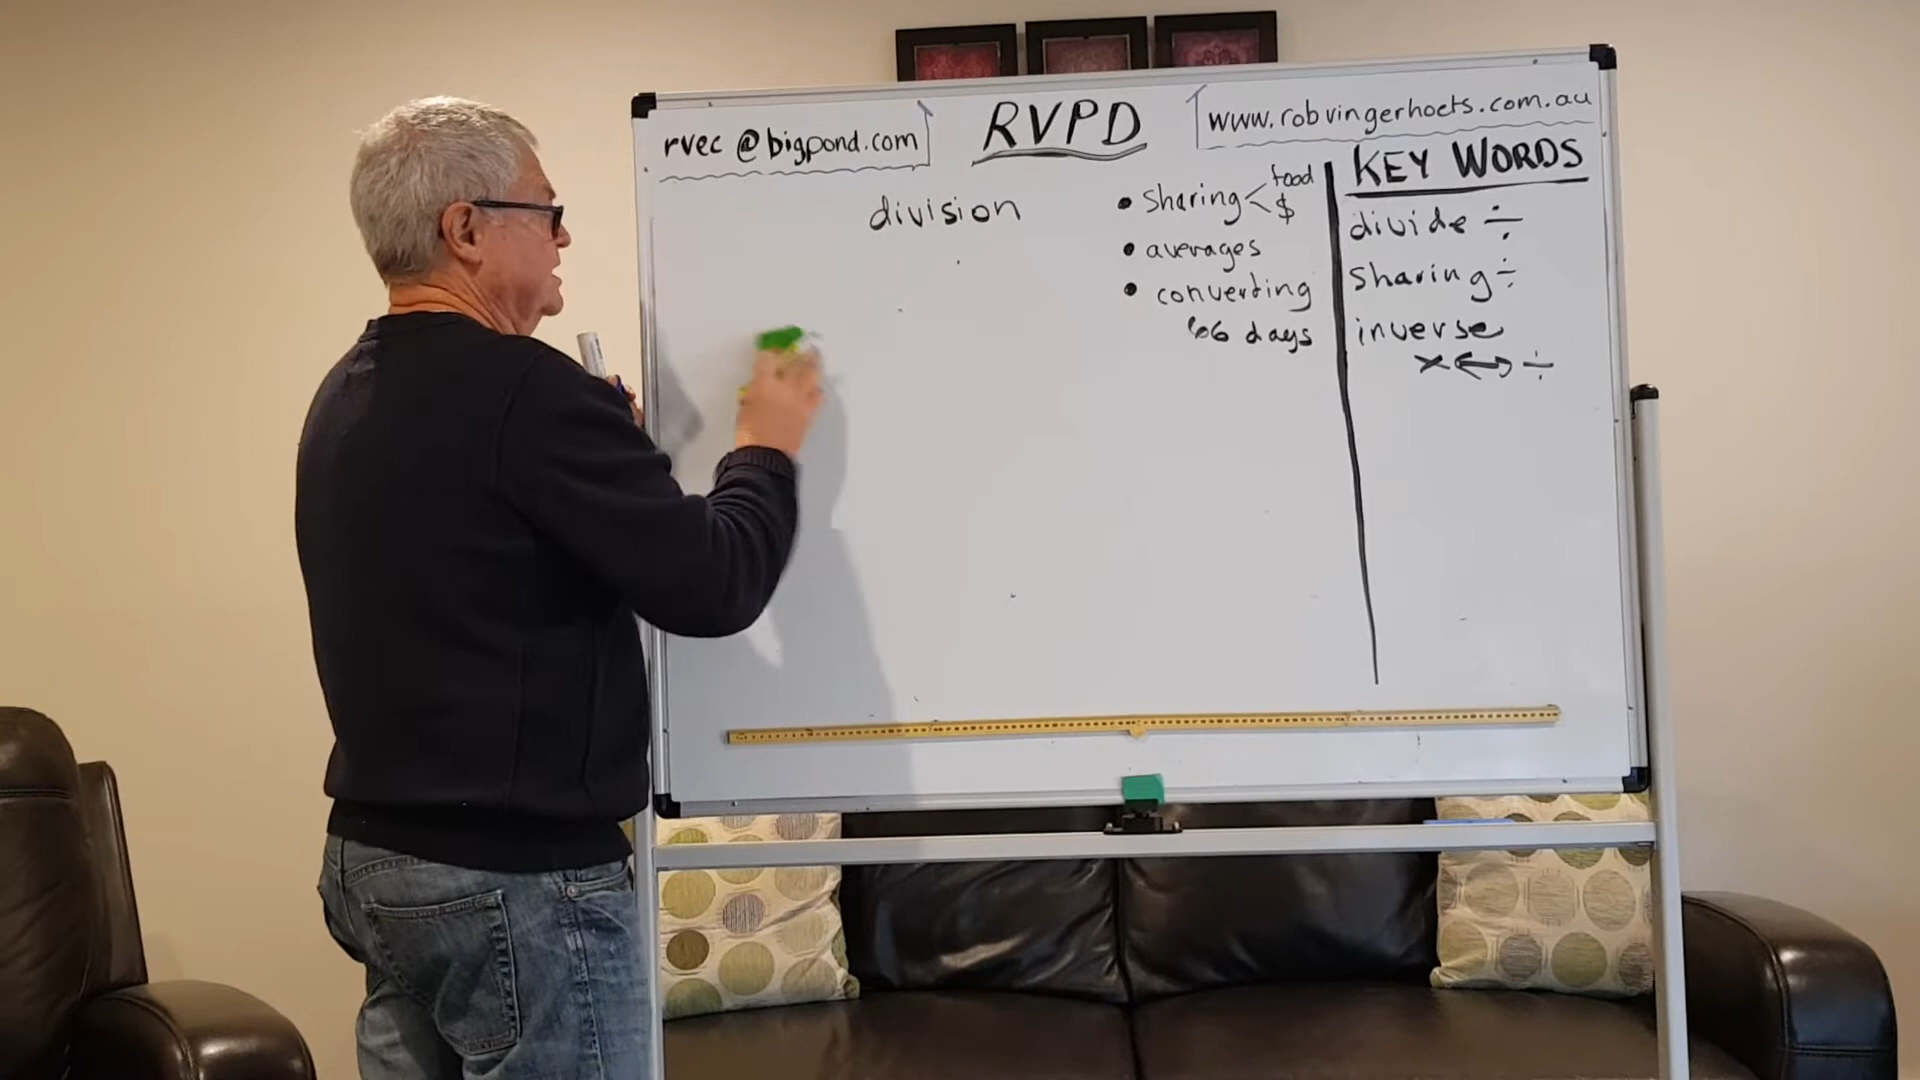 rvec @bigpond.com
RVPD
www.robvingerhoets.com.au
division
• Sharing < food
$
• averages
• converting
66 days
KEY WORDS
divide ÷
Sharing ÷
inverse
× ↔ ÷